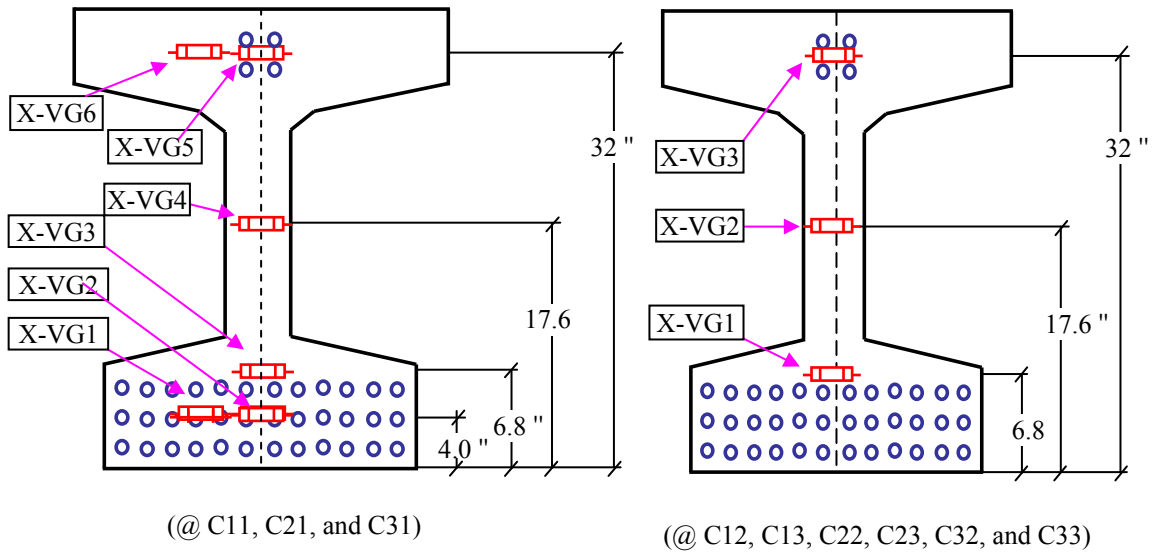 X-VG6
X-VG5
X-VG4
X-VG3
X-VG2
X-VG1
32 "
17.6
6.8 "
4.0 "
(@ C11, C21, and C31)
X-VG3
X-VG2
X-VG1
32 "
17.6 "
6.8
(@ C12, C13, C22, C23, C32, and C33)